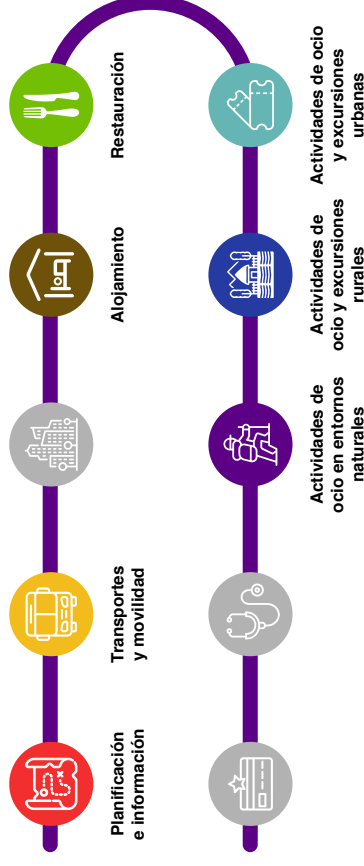 Planificación
e información
Transportes
y movilidad
Alojamiento
Restauración
Actividades de ocio
y excursiones
urbanas
Actividades de
ocio y excursiones
rurales
Actividades de
ocio en entornos
naturales